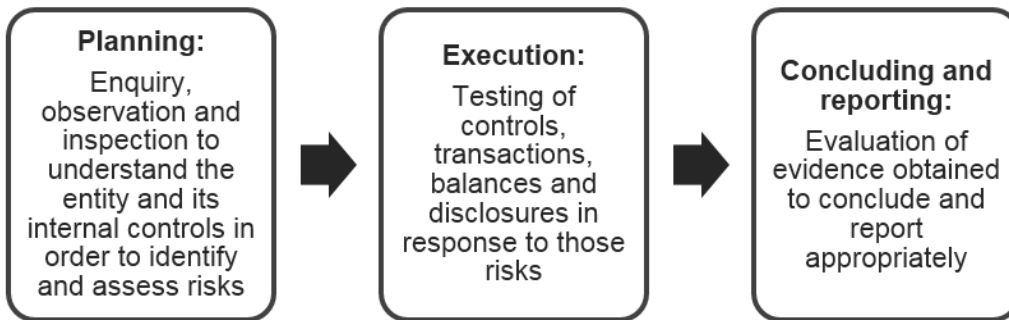 Planning:
Enquiry,
observation and
inspection to
understand the
entity and its
internal controls in
order to identify
and assess risks
Execution:
Testing of
controls,
transactions,
balances and
disclosures in
response to those
risks
Concluding and
reporting:
Evaluation of
evidence obtained
to conclude and
report
appropriately